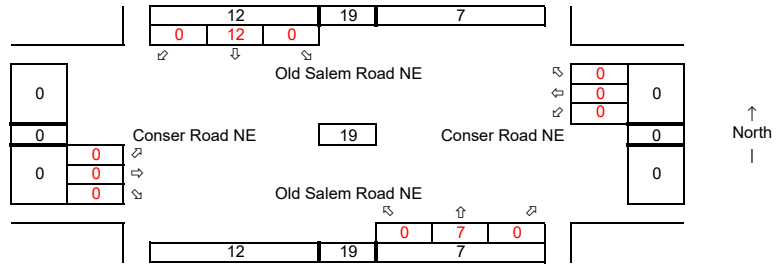 12 19 7
0 12 0
⬃ ⇩ ⬂
Old Salem Road NE
⬁ 0
0 ⇦ 0 0 ↑
⬃ 0
0 Conser Road NE 19 Conser Road NE 0 North
0 ⬀ |
0 0 ⇨ 0
0 ⬂
Old Salem Road NE
⬁ ⇧ ⬀
0 7 0
12 19 7